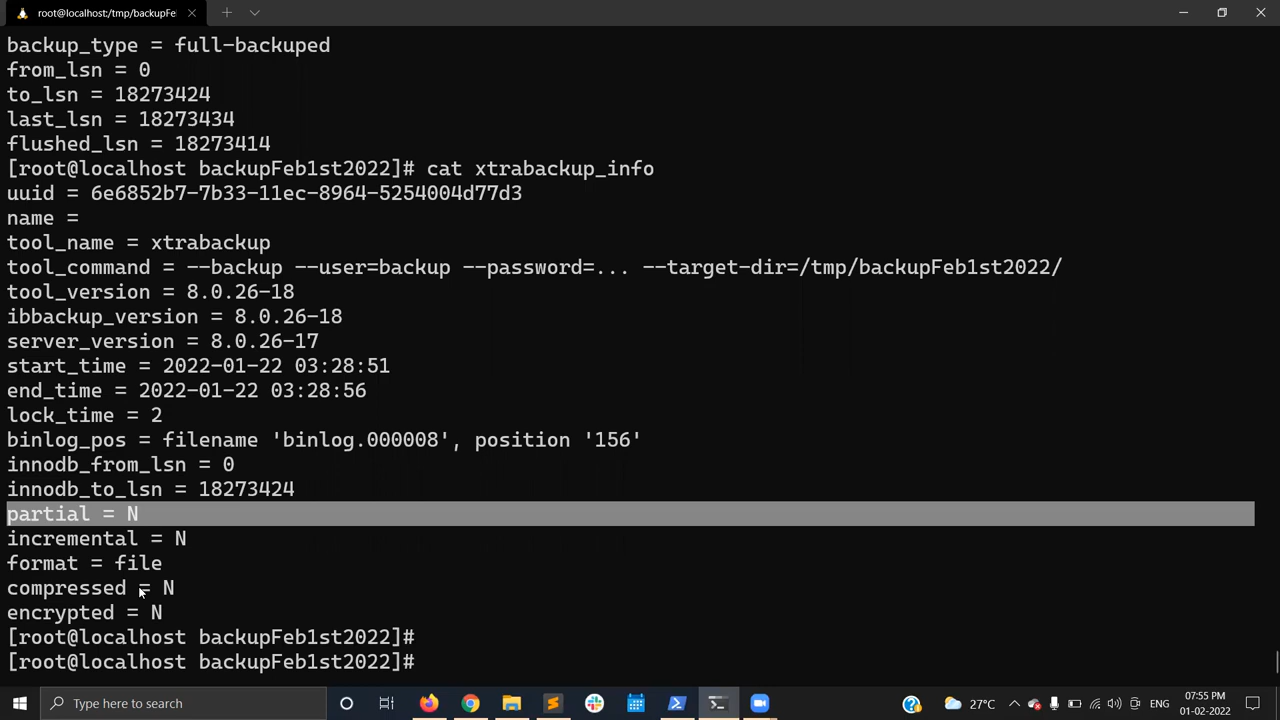 root@localhost:/tmp/backupFel
backup_type = full-backuped
from_lsn = 0
to_lsn = 18273424
last_lsn = 18273434
flushed_lsn = 18273414
[root@localhost backupFeb1st2022]# cat xtrabackup_info
uuid = 6e6852b7-7b33-11ec-8964-5254004d77d3
name =
tool_name = xtrabackup
tool_command = --backup --user=backup --password=... --target-dir=/tmp/backupFeb1st2022/
tool_version = 8.0.26-18
ibbackup_version = 8.0.26-18
server_version = 8.0.26-17
start_time = 2022-01-22 03:28:51
end_time = 2022-01-22 03:28:56
lock_time = 2
binlog_pos = filename 'binlog.000008', position '156'
innodb_from_lsn = 0
innodb_to_lsn = 18273424
partial = N
incremental = N
format = file
compressed = N
encrypted = N
[root@localhost backupFeb1st2022]#
[root@localhost backupFeb1st2022]#
Type here to search
27°C
ENG
07:55 PM
01-02-2022